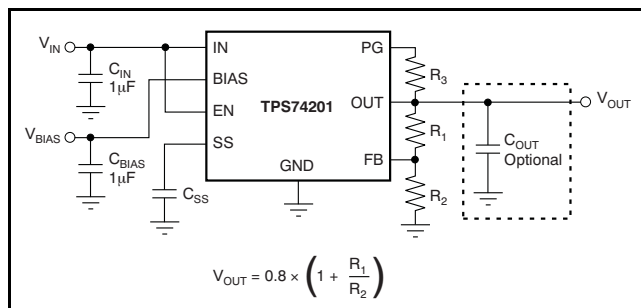 V_IN
C_IN
1µF
V_BIAS
C_BIAS
1µF
C_SS
IN
BIAS
EN
SS
TPS74201
GND
PG
OUT
FB
R_3
R_1
R_2
C_OUT
Optional
V_OUT
V_OUT = 0.8 × (1 + R_1/R_2)